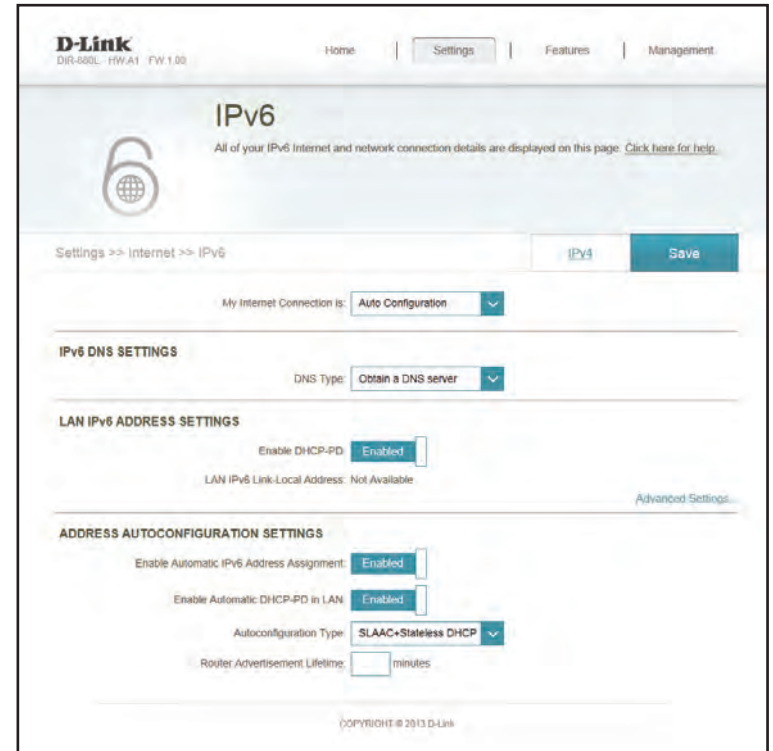 D-Link
DIR-880L HW:A1 FW:1.00
Home | Settings | Features | Management
IPv6
All of your IPv6 Internet and network connection details are displayed on this page. Click here for help.
Settings >> Internet >> IPv6
IPv4
Save
My Internet Connection is: Auto Configuration
IPv6 DNS SETTINGS
DNS Type: Obtain a DNS server
LAN IPv6 ADDRESS SETTINGS
Enable DHCP-PD: Enabled
LAN IPv6 Link-Local Address: Not Available
Advanced Settings...
ADDRESS AUTOCONFIGURATION SETTINGS
Enable Automatic IPv6 Address Assignment: Enabled
Enable Automatic DHCP-PD in LAN: Enabled
Autoconfiguration Type: SLAAC+Stateless DHCP
Router Advertisement Lifetime: minutes
COPYRIGHT © 2013 D-Link